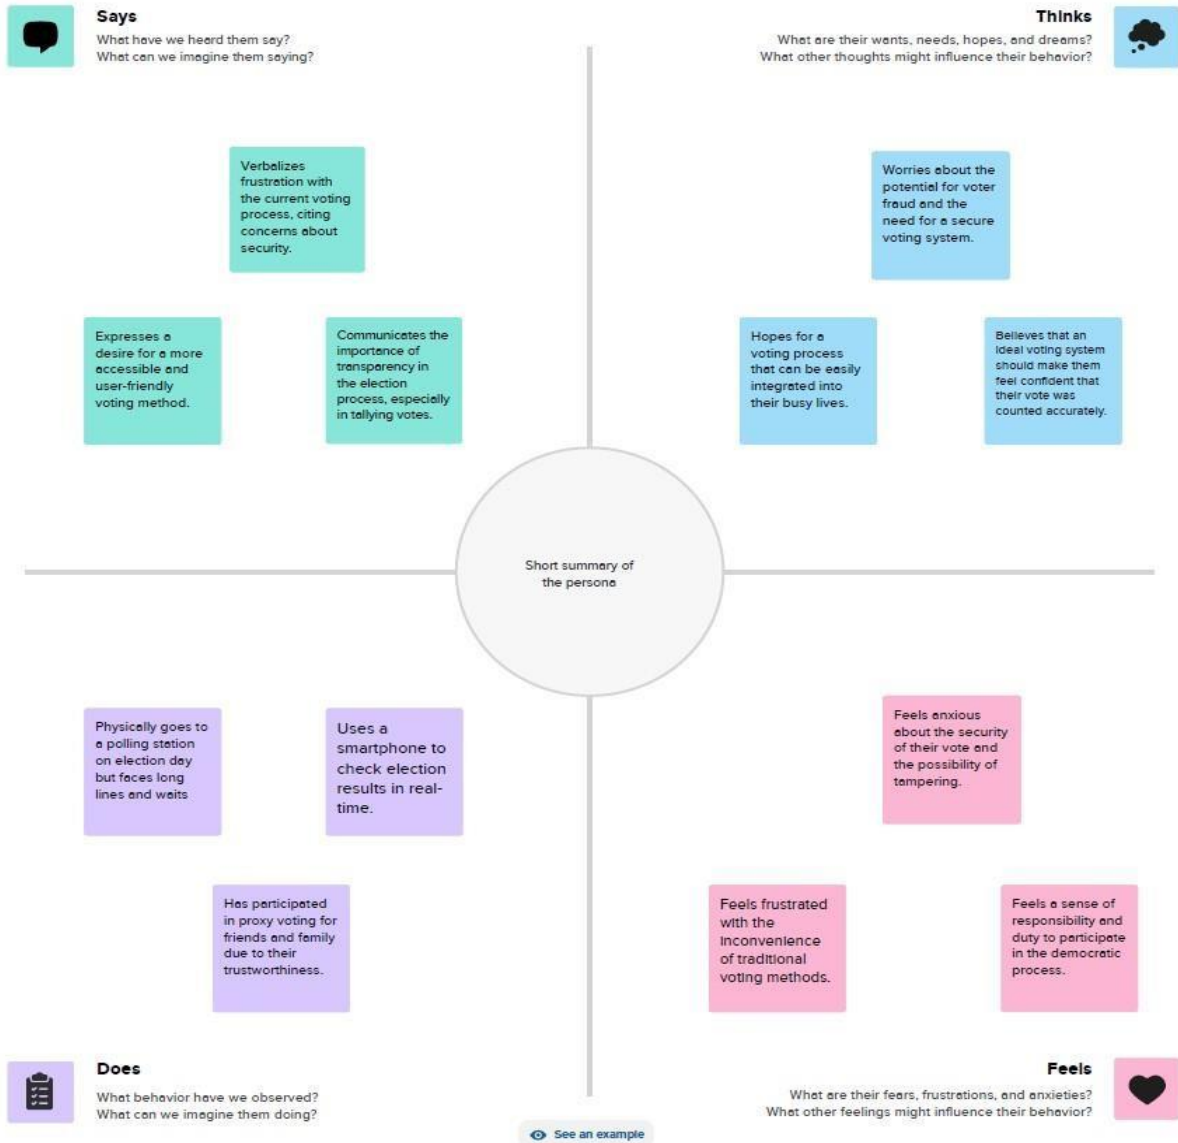 Says
What have we heard them say?
What can we imagine them saying?
Thinks
What are their wants, needs, hopes, and dreams?
What other thoughts might influence their behavior?
Verbalizes
frustration with
the current voting
process, citing
concerns about
security.
Expresses a
desire for a more
accessible and
user-friendly
voting method.
Communicates the
importance of
transparency in
the election
process, especially
in tallying votes.
Worries about the
potential for voter
fraud and the
need for a secure
voting system.
Hopes for a
voting process
that can be easily
integrated into
their busy lives.
Believes that an
ideal voting system
should make them
feel confident that
their vote was
counted accurately.
Short summary of
the persona
Physically goes to
a polling station
on election day
but faces long
lines and waits
Uses a
smartphone to
check election
results in real-
time.
Has participated
in proxy voting for
friends and family
due to their
trustworthiness.
Feels anxious
about the security
of their vote and
the possibility of
tampering.
Feels frustrated
with the
inconvenience
of traditional
voting methods.
Feels a sense of
responsibility and
duty to participate
in the democratic
process.
Does
What behavior have we observed?
What can we imagine them doing?
Feels
What are their fears, frustrations, and anxieties?
What other feelings might influence their behavior?
See an example